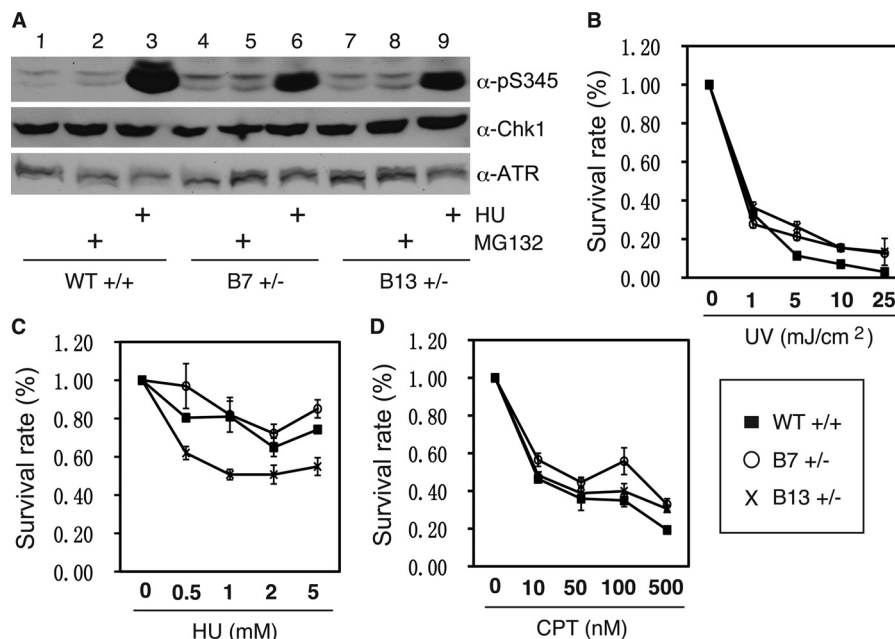 A
1 2 3 4 5 6 7 8 9
α-pS345
α-Chk1
α-ATR
+ + + HU
+ + + MG132
WT +/+ B7 +/- B13 +/-
B
Survival rate (%)
1.20
1.00
0.80
0.60
0.40
0.20
0.00
0 1 5 10 25
UV (mJ/cm 2)
C
Survival rate (%)
1.20
1.00
0.80
0.60
0.40
0.20
0.00
0 0.5 1 2 5
HU (mM)
D
Survival rate (%)
1.20
1.00
0.80
0.60
0.40
0.20
0.00
0 10 50 100 500
CPT (nM)
WT +/+
B7 +/-
B13 +/-